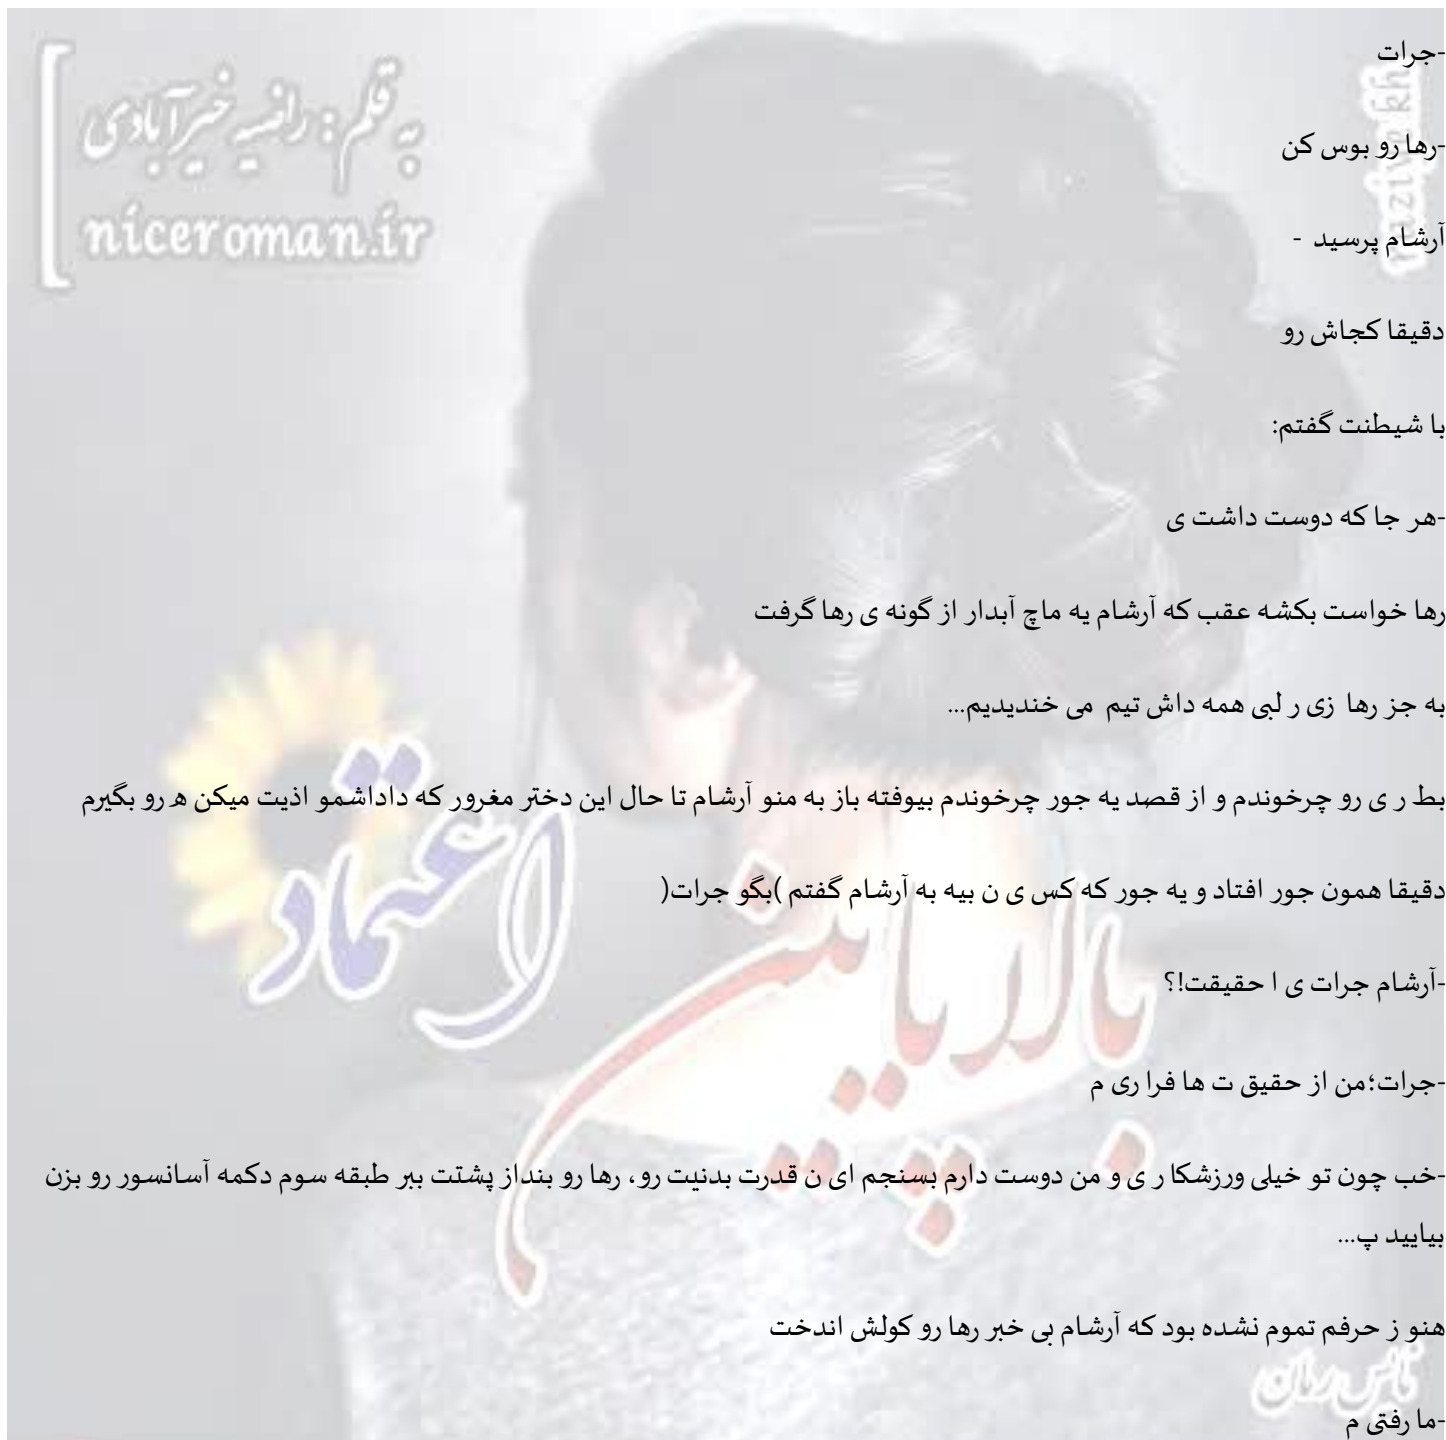 به قلم : راضیه خیرآبادی
niceroman.ir
-جرات
-رها رو بوس کن
آرشام پرسید -
دقیقا کجاش رو
با شیطنت گفتم:
-هر جا که دوست داشت ی
رها خواست بکشه عقب که آرشام یه ماچ آبدار از گونه ی رها گرفت
به جز رها زی ر لبی همه داش تیم می خندیدیم...
بط ر ی رو چرخوندم و از قصد یه جور چرخوندم بیوفته باز به منو آرشام تا حال این دختر مغرور که داداشمو اذیت میکن ه رو بگیرم
دقیقا همون جور افتاد و یه جور که کس ی ن بیه به آرشام گفتم )بگو جرات(
-آرشام جرات ی ا حقیقت!؟
-جرات؛من از حقیق ت ها فرا ری م
-خب چون تو خیلی ورزشکا ر ی و من دوست دارم بسنجم ای ن قدرت بدنیت رو، رها رو بنداز پشتت ببر طبقه سوم دکمه آسانسور رو بزن
بیایید پ...
هنو ز حرفم تموم نشده بود که آرشام بی خبر رها رو کولش اندخت
-ما رفتی م
بالا پایین اعتماد